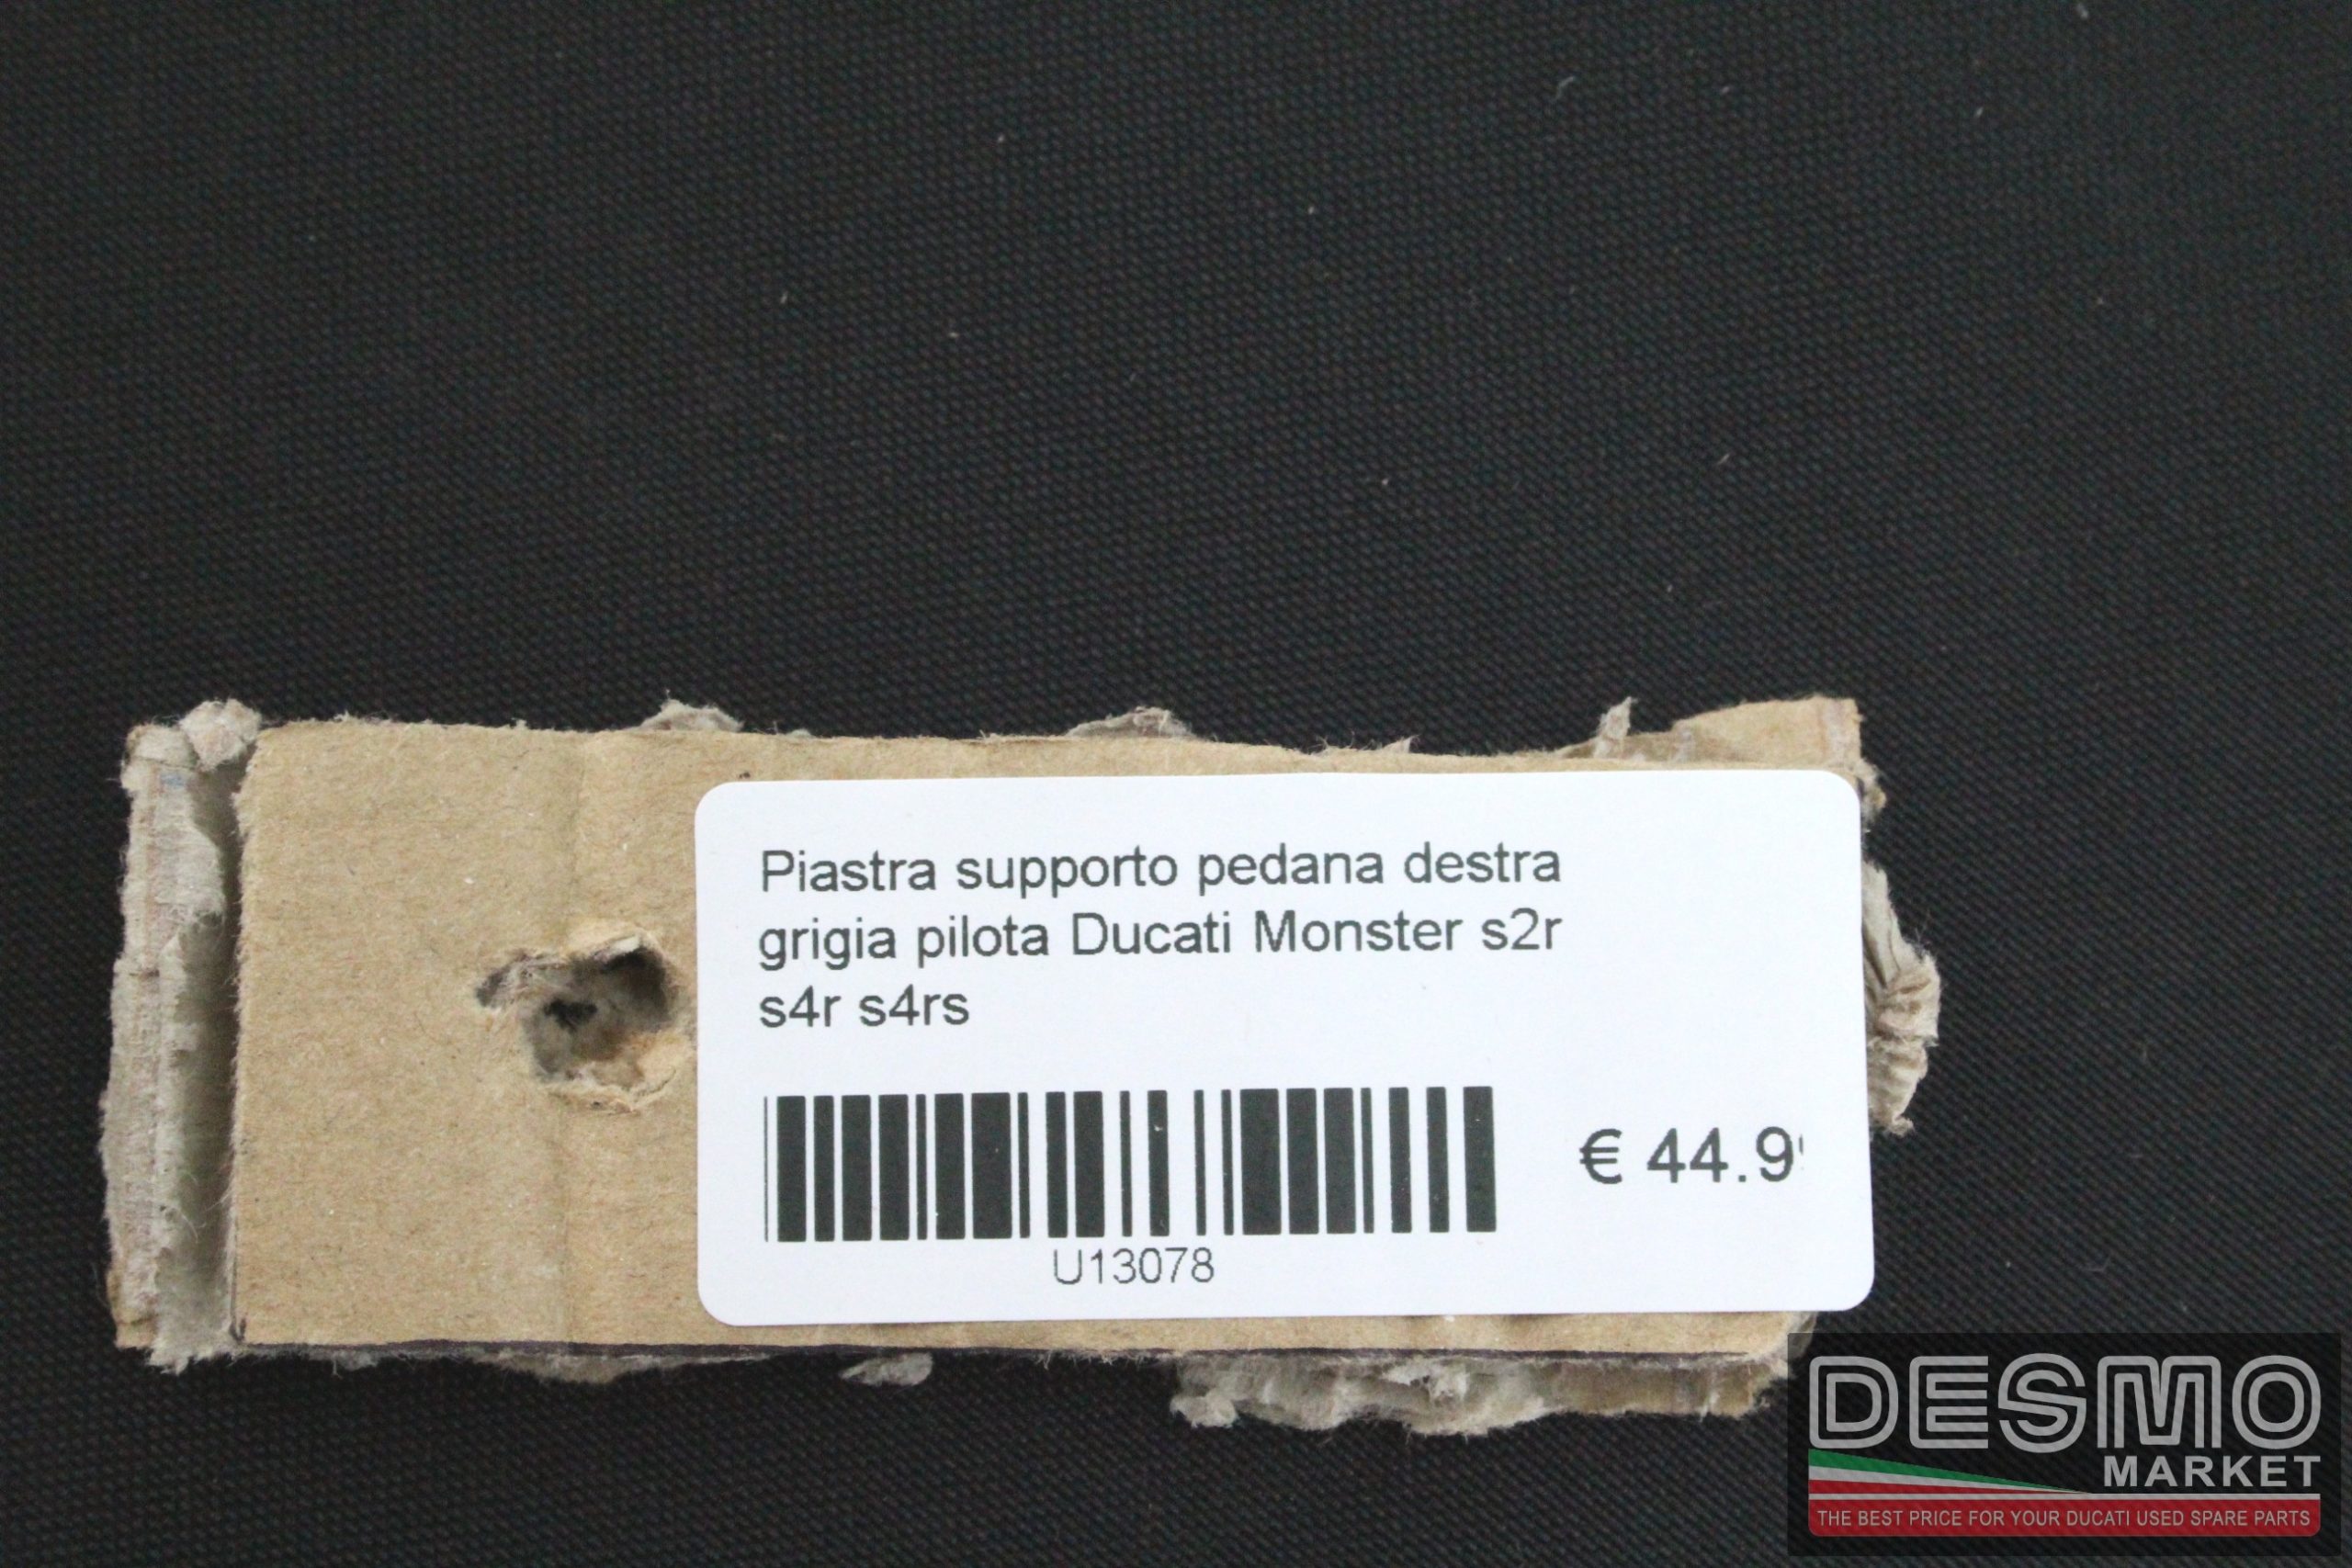 Piastra supporto pedana destra
grigia pilota Ducati Monster s2r
s4r s4rs
€ 44.9
U13078
DESMO
MARKET
THE BEST PRICE FOR YOUR DUCATI USED SPARE PARTS